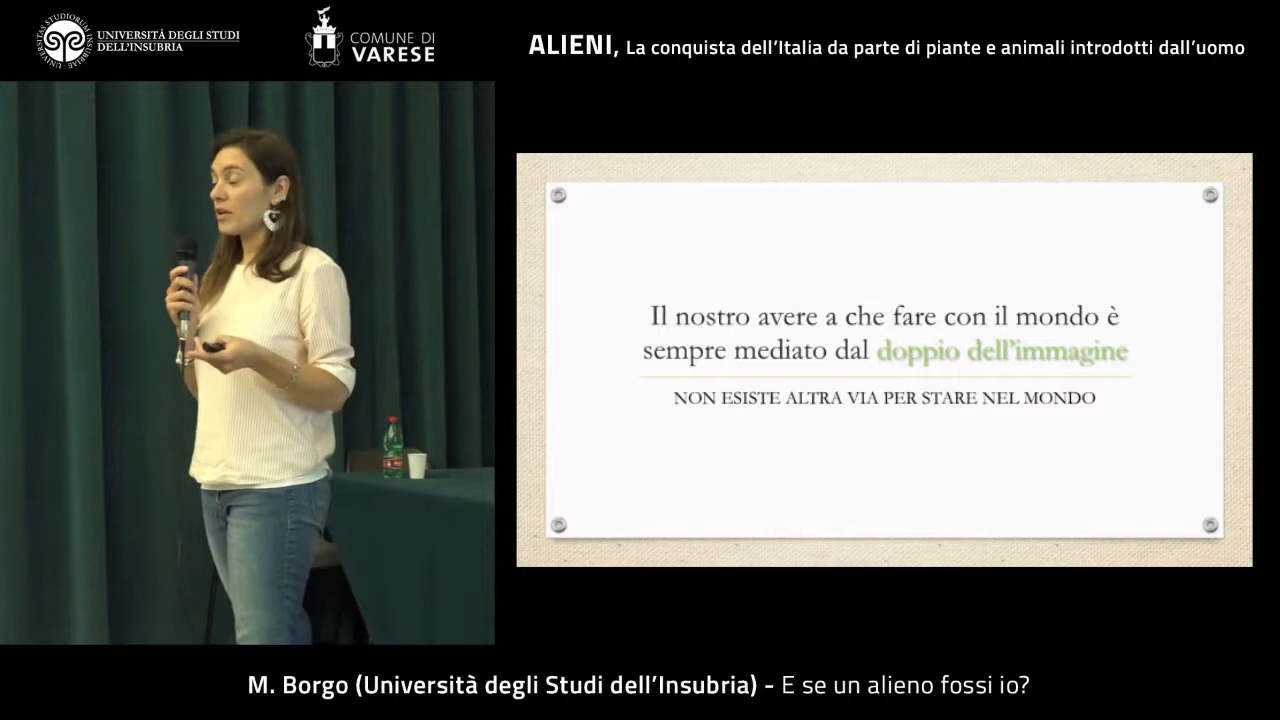 UNIVERSITÀ DEGLI STUDI
DELL'INSUBRIA
COMUNE DI
VARESE
ALIENI, La conquista dell'Italia da parte di piante e animali introdotti dall'uomo
Il nostro avere a che fare con il mondo è
sempre mediato dal doppio dell'immagine
NON ESISTE ALTRA VIA PER STARE NEL MONDO
M. Borgo (Università degli Studi dell'Insubria) - E se un alieno fossi io?